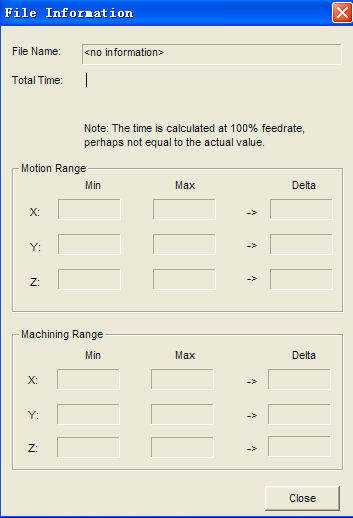 File Information
File Name: <no information>
Total Time:
Note: The time is calculated at 100% feedrate,
perhaps not equal to the actual value.
Motion Range
Min Max Delta
X: ->
Y: ->
Z: ->
Machining Range
Min Max Delta
X: ->
Y: ->
Z: ->
Close